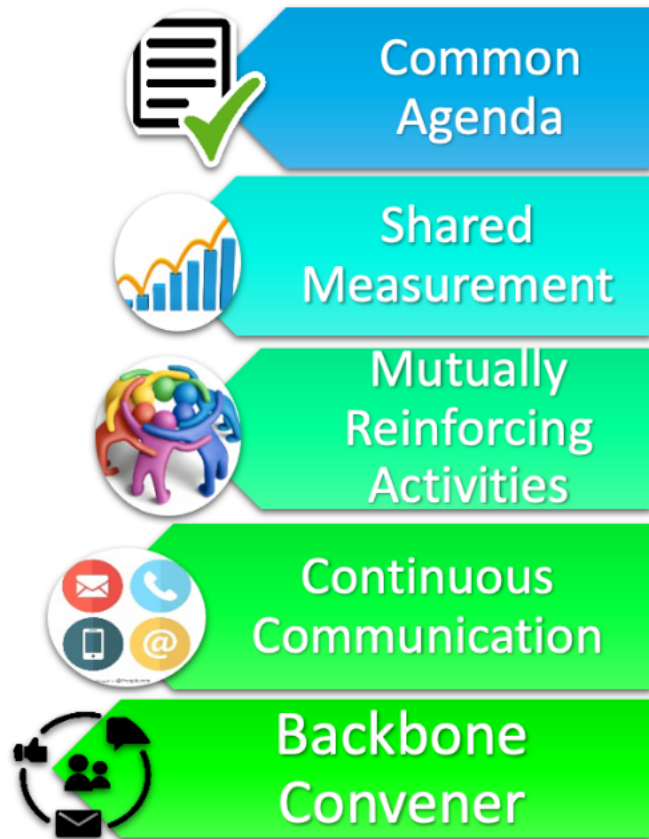 Common
Agenda
Shared
Measurement
Mutually
Reinforcing
Activities
Continuous
Communication
@
Backbone
Convener